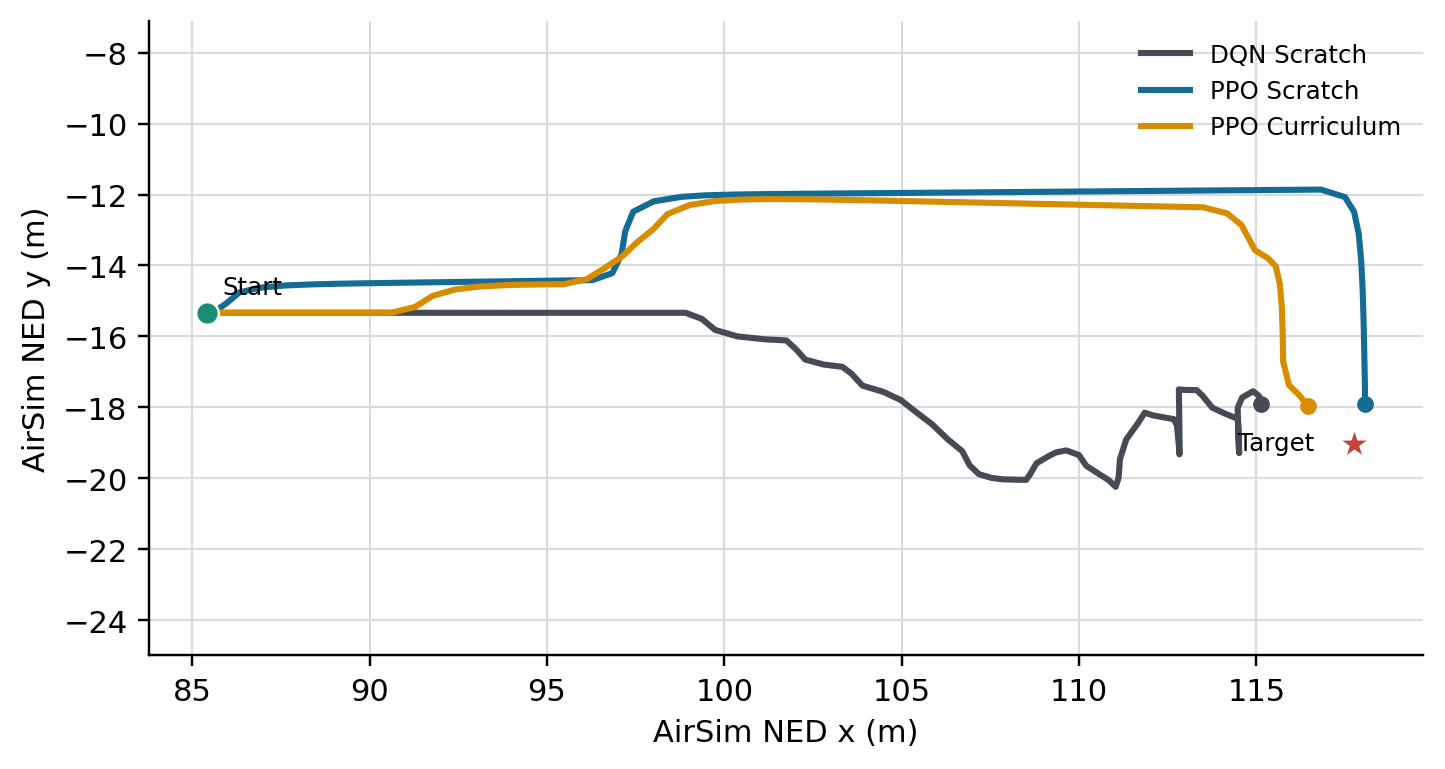 −8
−10
−12
−14
−16
−18
−20
−22
−24
AirSim NED y (m)
DQN Scratch
PPO Scratch
PPO Curriculum
Start
Target
85
90
95
100
105
110
115
AirSim NED x (m)